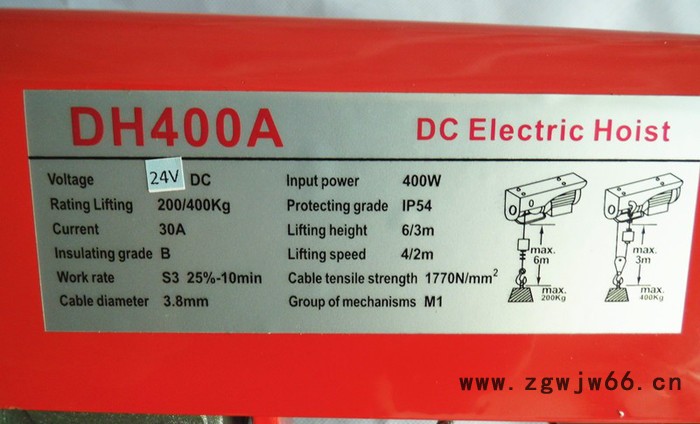 DH400A DC Electric Hoist
Voltage 24V DC Input power 400W
Rating Lifting 200/400Kg Protecting grade IP54
Current 30A Lifting height 6/3m
Insulating grade B Lifting speed 4/2m
Work rate S3 25%-10min Cable tensile strength 1770N/mm²
Cable diameter 3.8mm Group of mechanisms M1
max. 6m
max. 200Kg
max. 3m
max. 400Kg
www.zgwjw66.cn